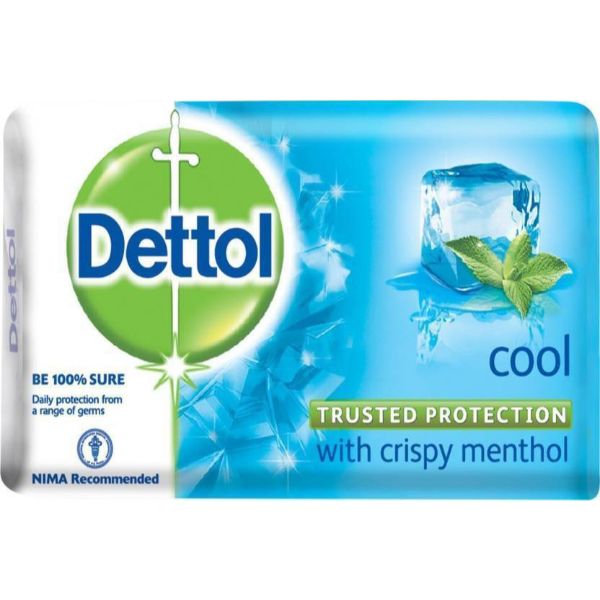 Dettol
Dettol
BE 100% SURE
Daily protection from
a range of germs
NIMA Recommended
cool
TRUSTED PROTECTION
with crispy menthol